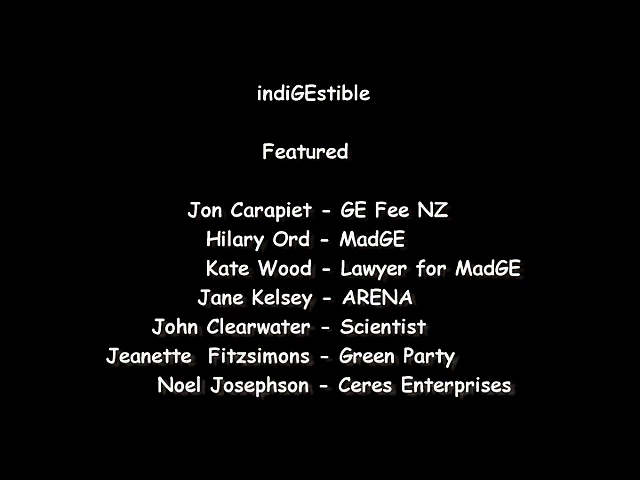 indiGEstible
Featured
Jon Carapiet - GE Fee NZ
Hilary Ord - MadGE
Kate Wood - Lawyer for MadGE
Jane Kelsey - ARENA
John Clearwater - Scientist
Jeanette Fitzsimons - Green Party
Noel Josephson - Ceres Enterprises